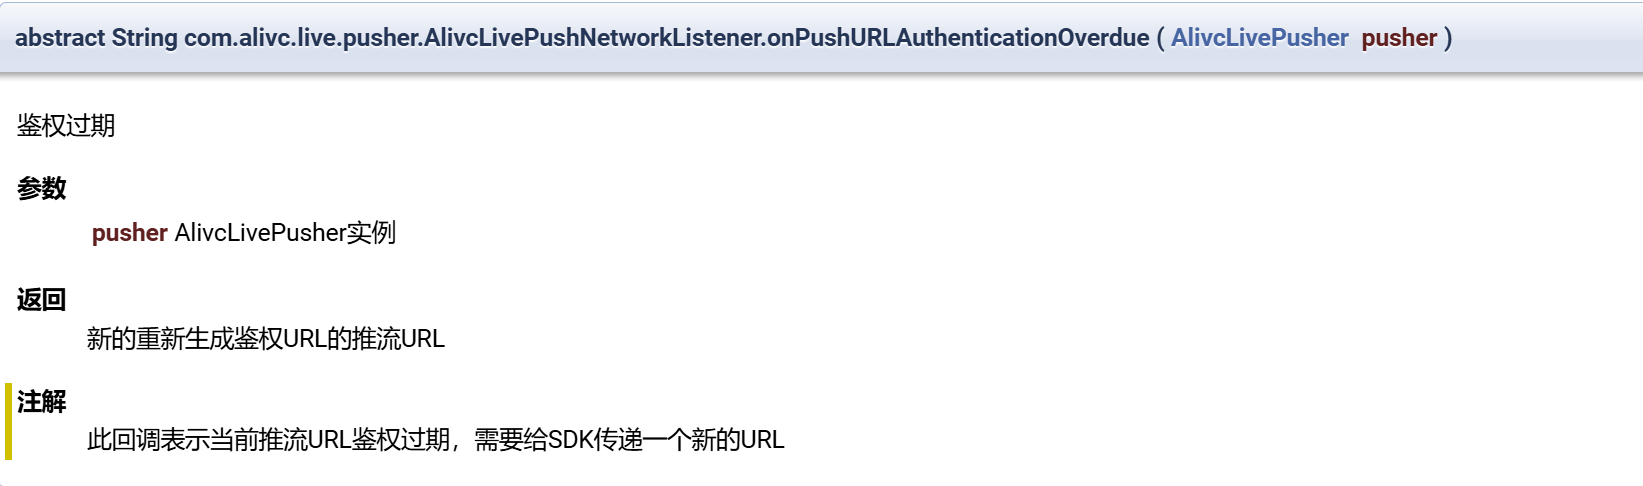 abstract String com.alivc.live.pusher.AlivcLivePushNetworkListener.onPushURLAuthenticationOverdue ( AlivcLivePusher pusher )
鉴权过期
参数
pusher AlivcLivePusher实例
返回
新的重新生成鉴权URL的推流URL
注解
此回调表示当前推流URL鉴权过期，需要给SDK传递一个新的URL